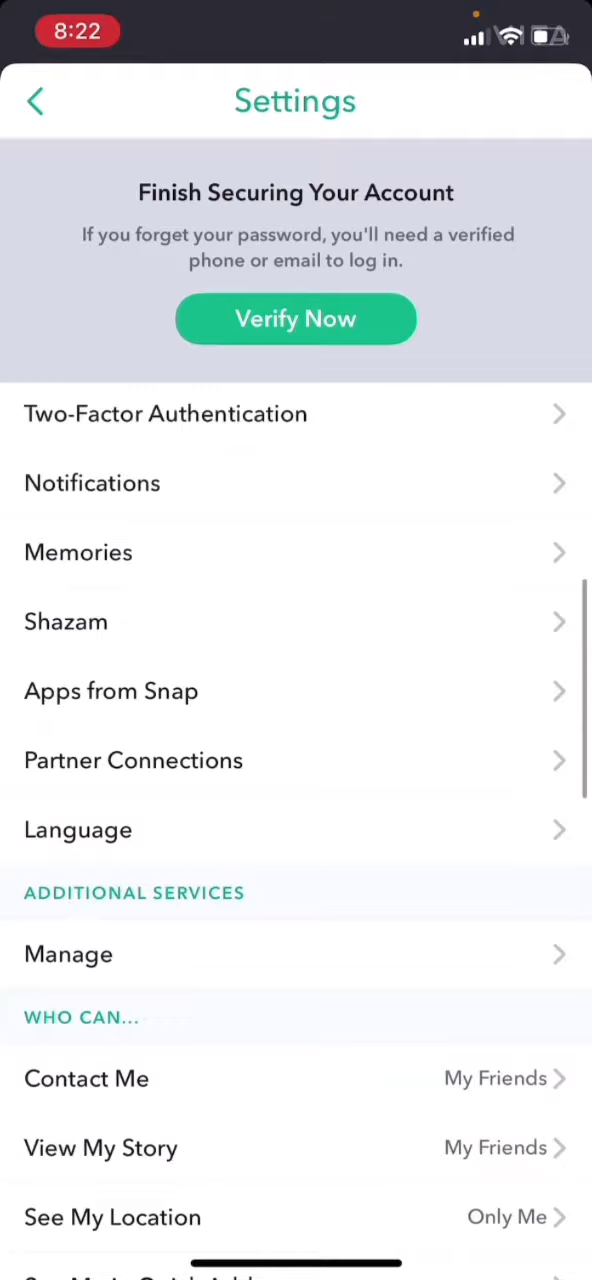 8:22
Settings
Finish Securing Your Account
If you forget your password, you'll need a verified
phone or email to log in.
Verify Now
Two-Factor Authentication
Notifications
Memories
Shazam
Apps from Snap
Partner Connections
Language
ADDITIONAL SERVICES
Manage
WHO CAN...
Contact Me
My Friends
View My Story
My Friends
See My Location
Only Me